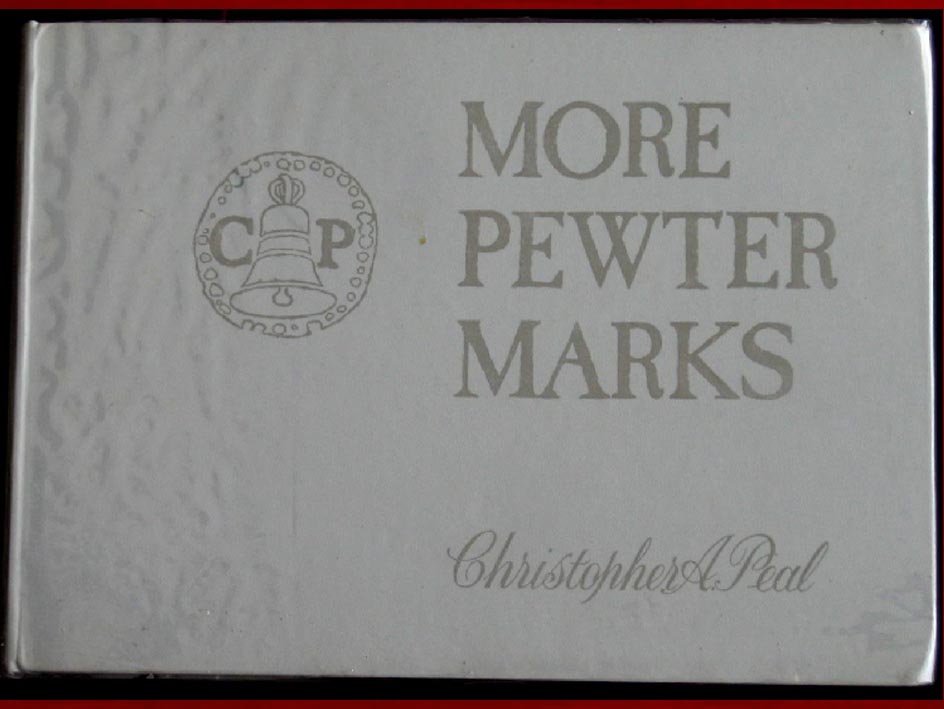 C P
MORE
PEWTER
MARKS
Christopher A. Peal